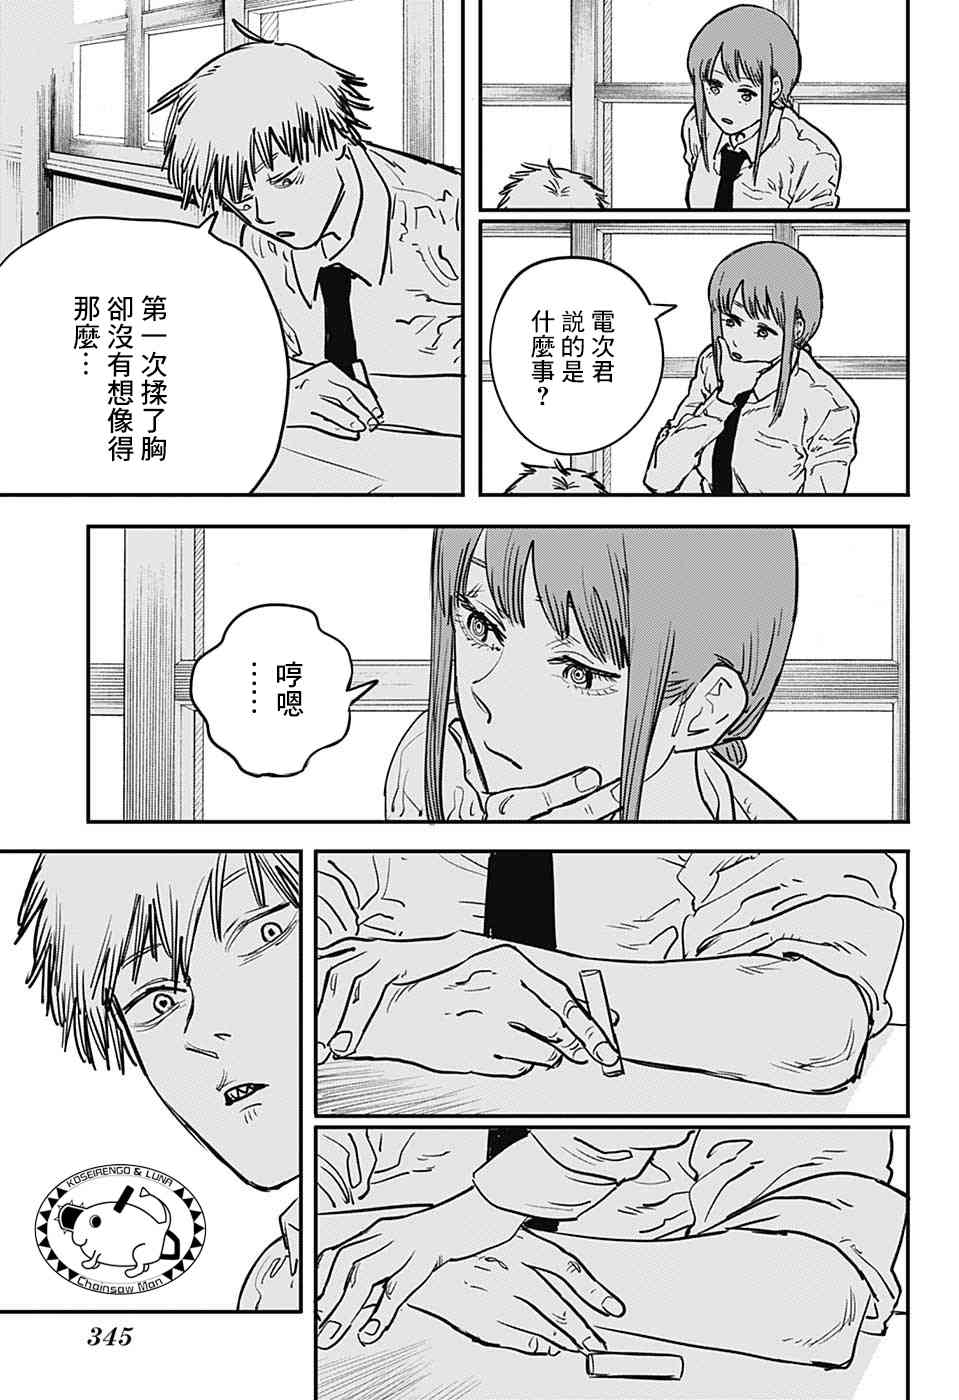 電次君
説的是
什麼事?
第一次揉了胸
卻沒有想像得
那麼…
哼嗯
……
KOSEIRENGO & LUNA
Chainsaw Man
345